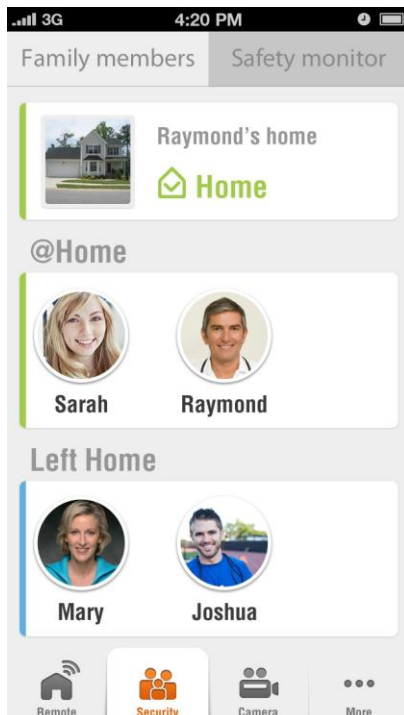 3G 4:20 PM
Family members Safety monitor
Raymond's home
Home
@Home
Sarah Raymond
Left Home
Mary Joshua
Remote Security Camera More